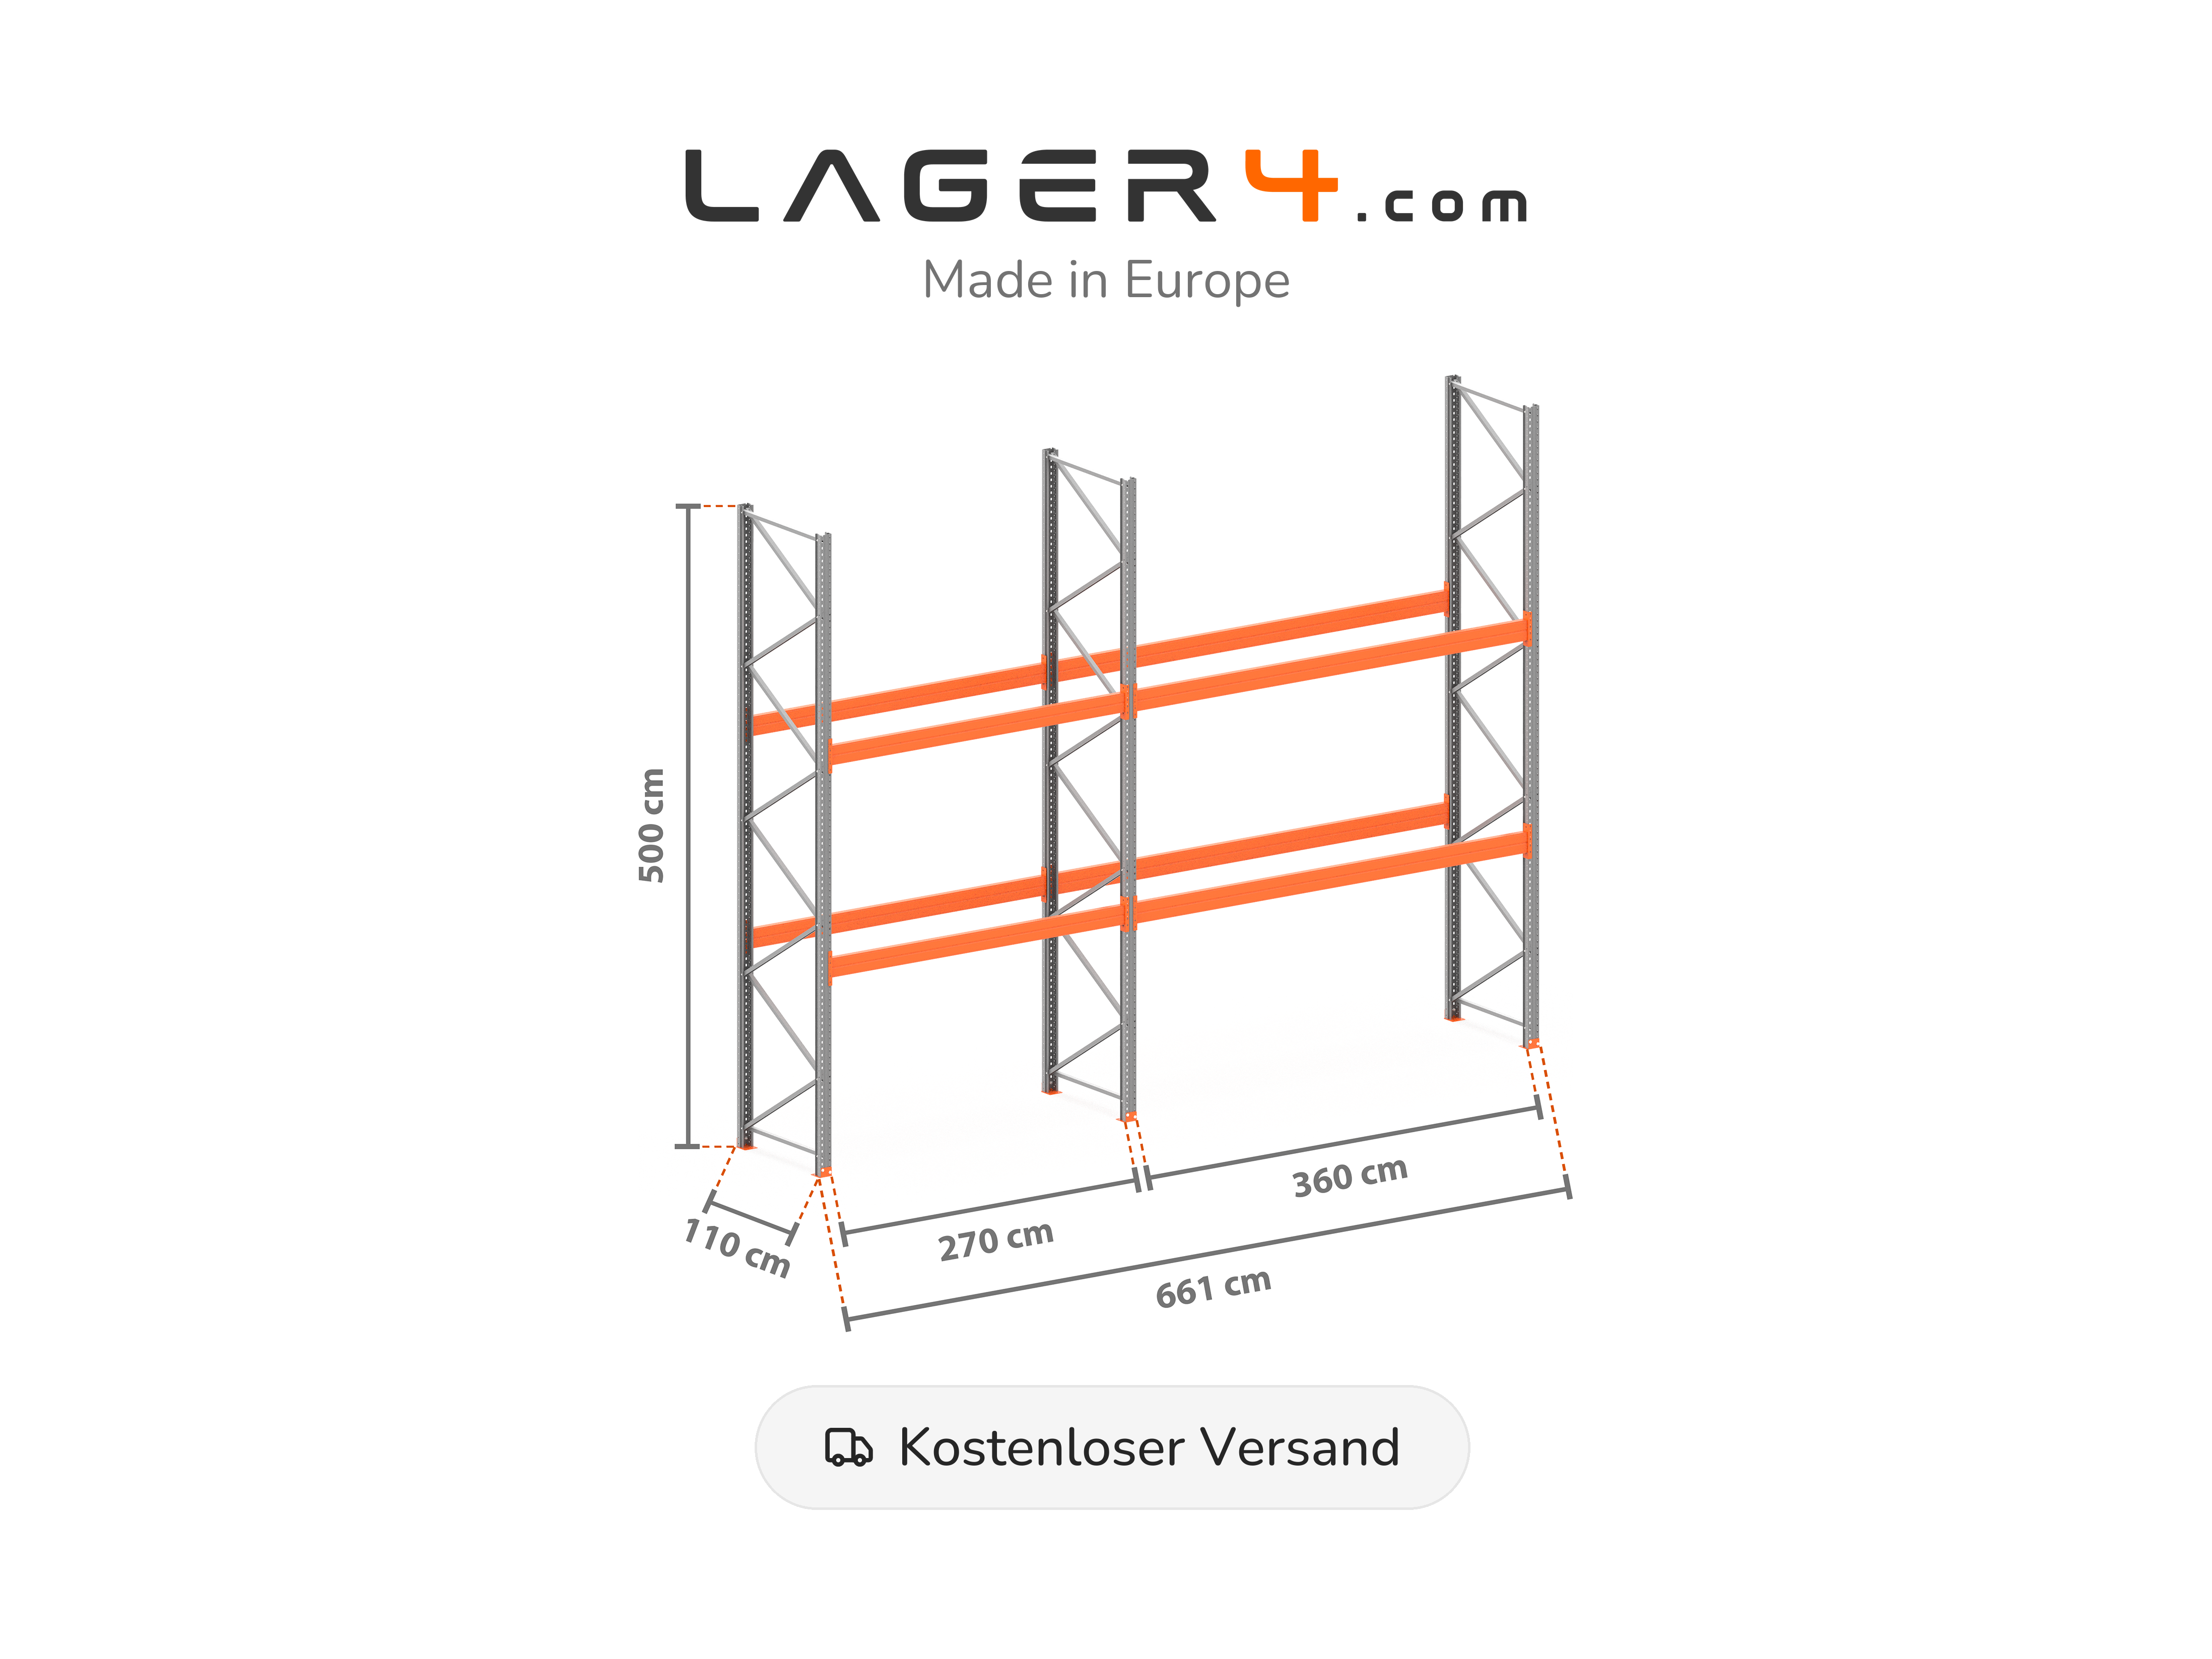 LAGER4.com
Made in Europe
500 cm
110 cm
270 cm
360 cm
661 cm
Kostenloser Versand